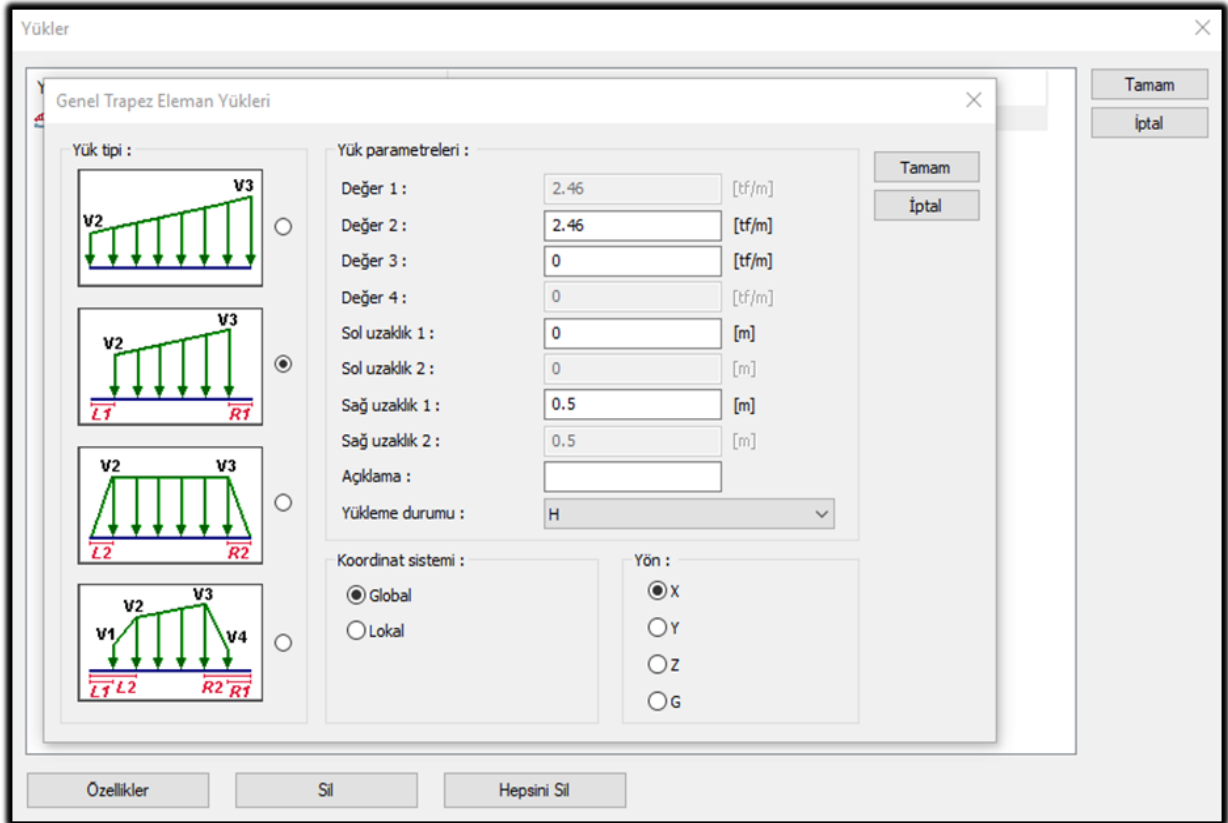 Yükler
Genel Trapez Eleman Yükleri
Tamam
İptal
Yük tipi :
V2
V3
V2
V3
L1
R1
V2
V3
L2
R2
V1
V2
V3
V4
L1
L2
R2
R1
Yük parametreleri :
Değer 1 :
2.46
[tf/m]
Değer 2 :
2.46
[tf/m]
Değer 3 :
0
[tf/m]
Değer 4 :
0
[tf/m]
Sol uzaklık 1 :
0
[m]
Sol uzaklık 2 :
0
[m]
Sağ uzaklık 1 :
0.5
[m]
Sağ uzaklık 2 :
0.5
[m]
Açıklama :
Yükleme durumu :
H
Koordinat sistemi :
Global
Lokal
Yön :
X
Y
Z
G
Tamam
İptal
Özellikler
Sil
Hepsini Sil